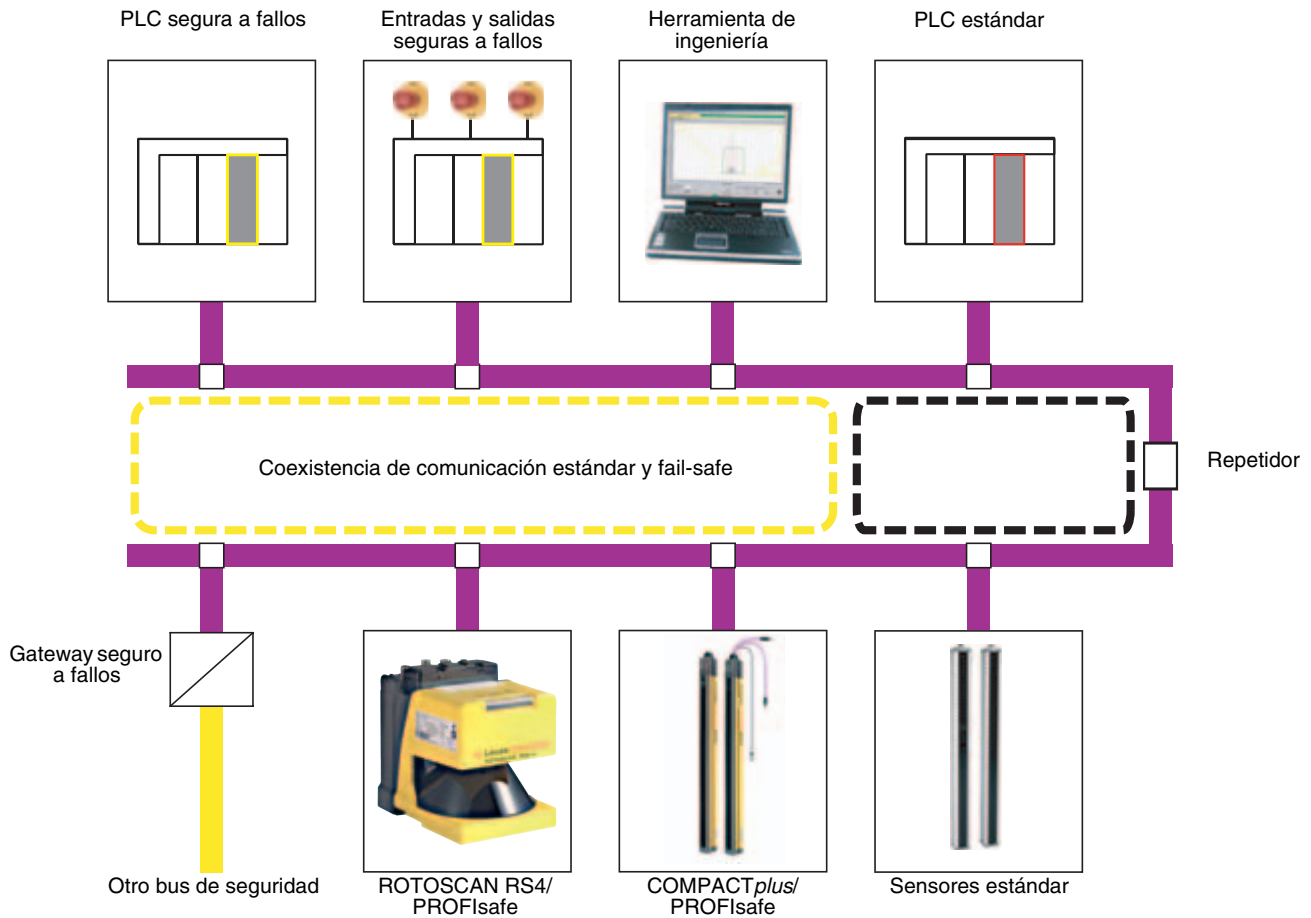 PLC segura a fallos
Entradas y salidas
seguras a fallos
Herramienta de
ingeniería
PLC estándar
Coexistencia de comunicación estándar y fail-safe
Repetidor
Gateway seguro
a fallos
Otro bus de seguridad
ROTOSCAN RS4/
PROFIsafe
COMPACTplus/
PROFIsafe
Sensores estándar